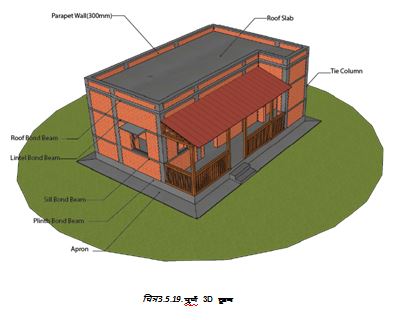 Parapet Wall(300mm)
Roof Slab
Tie Column
Roof Bond Beam
Lintel Bond Beam
Sill Bond Beam
Plinth Bond Beam
Apron
चित्र3.5.19. पूर्ण 3D